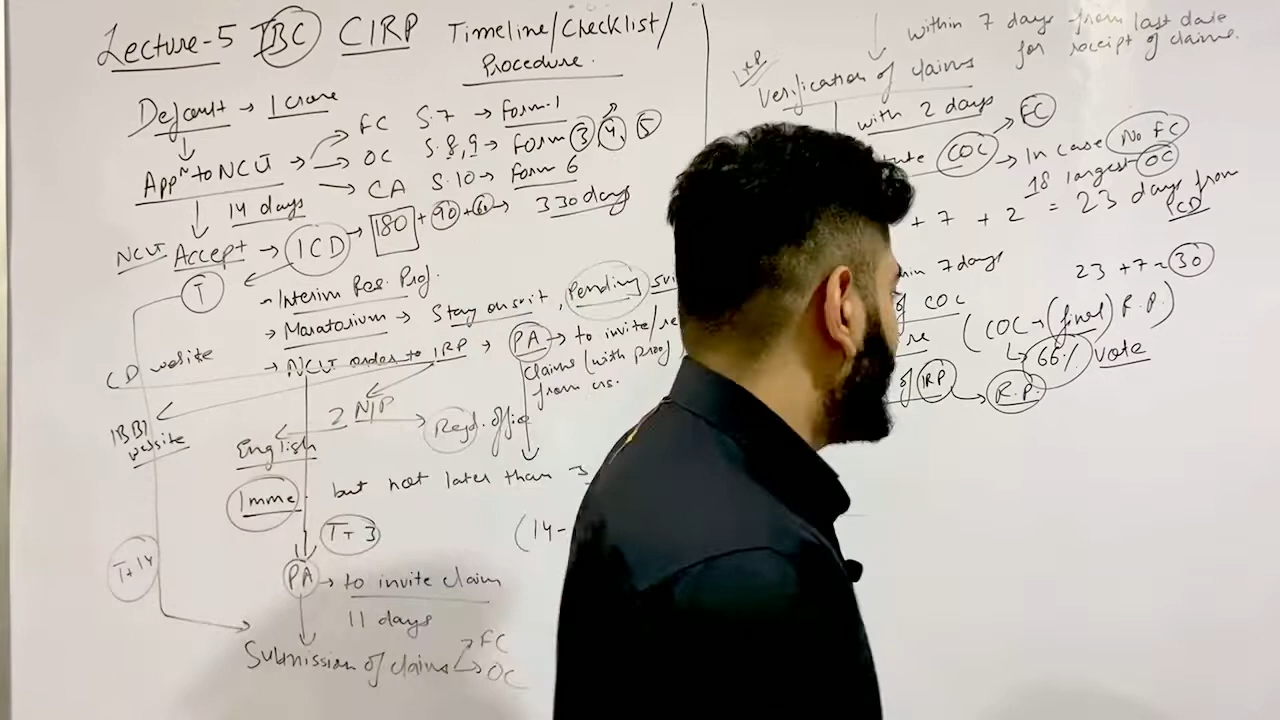 Lecture-5 IBC CIRP Timeline/Checklist/
Procedure.
Default → 1 crore
App^n to NCLT → FC S.7 → Form-1
→ OC S.8,9 → Form 3, 4, 5
→ CA S.10 → Form 6
14 days
NCLT Accept → ICD → 180 + 90 + 60 → 330 days
T
- Interim Res. Prof.
→ Maratorium → Stay on suit, Pending
→ NCLT order to IRP → PA → to invite/
claims (with proof)
from crs.
CD website
IBBI
website
2 N/P
English
Regd. office
Imme. but not later than 3
T+3
(14-
T+14
PA → to invite claim
11 days
Submission of claims FC
OC
within 7 days from last date
for receipt of claims.
IRP
Verification of claims
with 2 days
COC → FC
→ In case No FC
18 largest OC
+ 7 + 2 = 23 days from
ICD
7 days
23 + 7 = 30
of COC
(COC → (final) R.P.)
66% vote
of IRP → R.P.